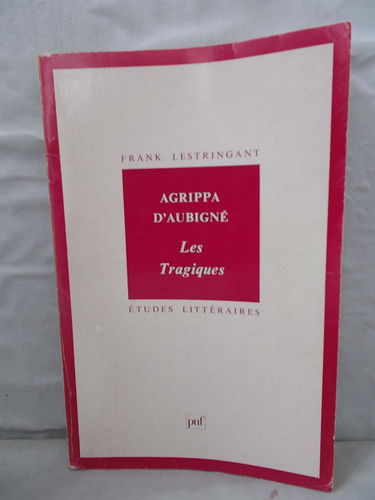 FRANK LESTRINGANT
AGRIPPA
D'AUBIGNÉ
Les
Tragiques
ÉTUDES LITTÉRAIRES
puf